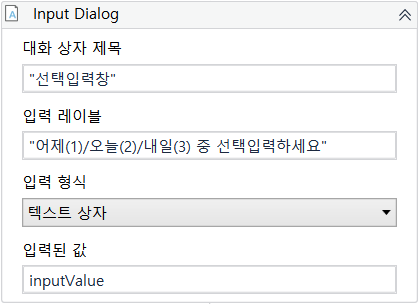 Input Dialog
대화 상자 제목
"선택입력창"
입력 레이블
"어제(1)/오늘(2)/내일(3) 중 선택입력하세요"
입력 형식
텍스트 상자
입력된 값
inputValue